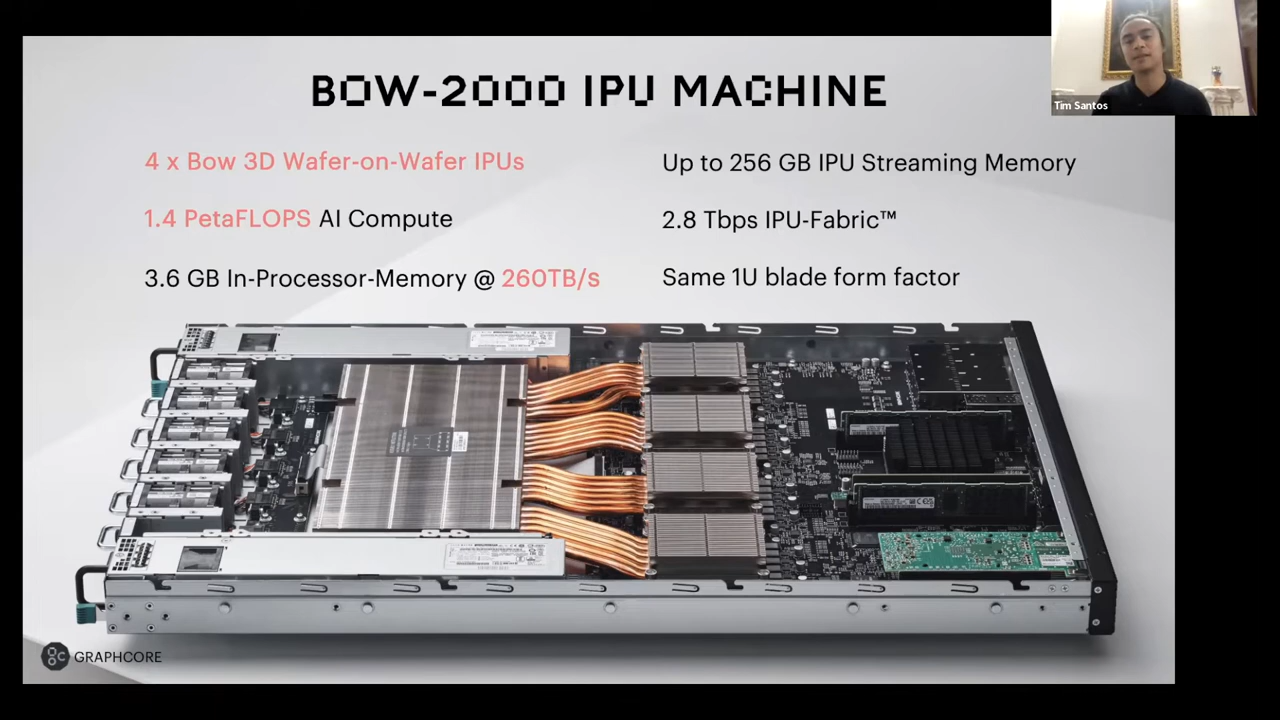 BOW-2000 IPU MACHINE
4 x Bow 3D Wafer-on-Wafer IPUs
1.4 PetaFLOPS AI Compute
3.6 GB In-Processor-Memory @ 260TB/s
Up to 256 GB IPU Streaming Memory
2.8 Tbps IPU-Fabric™
Same 1U blade form factor
GRAPHCORE
Tim Santos